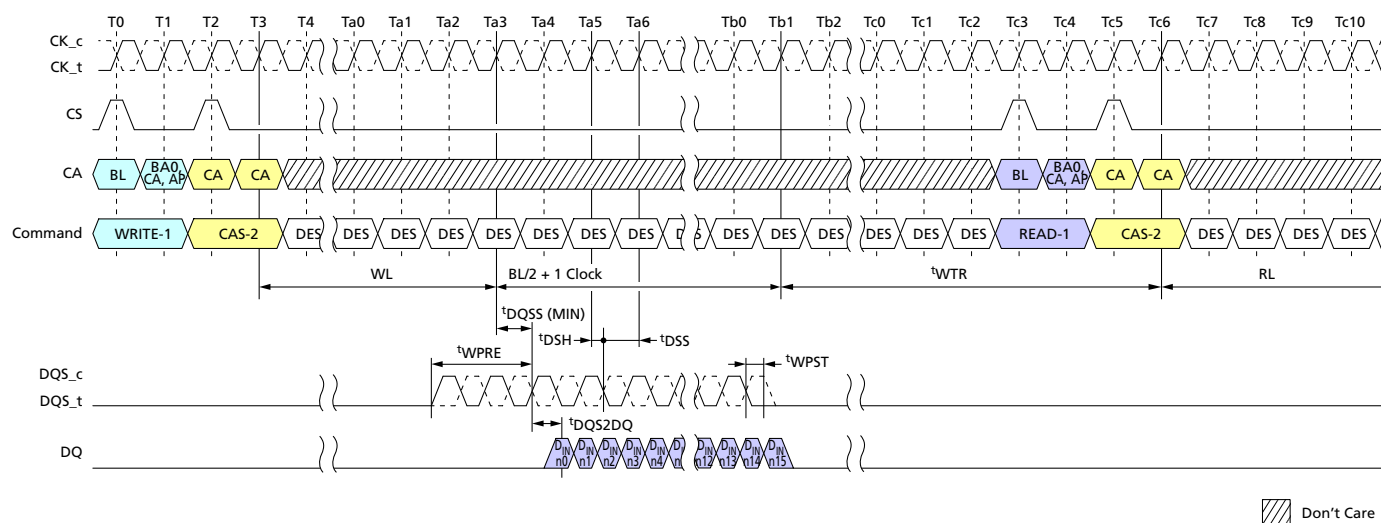 T0 T1 T2 T3 T4 Ta0 Ta1 Ta2 Ta3 Ta4 Ta5 Ta6 Tb0 Tb1 Tb2 Tc0 Tc1 Tc2 Tc3 Tc4 Tc5 Tc6 Tc7 Tc8 Tc9 Tc10
CK_c
CK_t
CS
CA BL BA0 CA, AP CA CA BL BA0 CA, AP CA CA
Command WRITE-1 CAS-2 DES DES DES DES DES DES DES DES DES DES DES DES DES DES DES READ-1 CAS-2 DES DES DES DES
WL BL/2 + 1 Clock tWTR RL
tDQSS (MIN)
tDSH tDSS
tWPRE tWPST
DQS_c
DQS_t
tDQS2DQ
DQ DIN n0 DIN n1 DIN n2 DIN n3 DIN n4 DIN n12 DIN n13 DIN n14 DIN n15
Don't Care